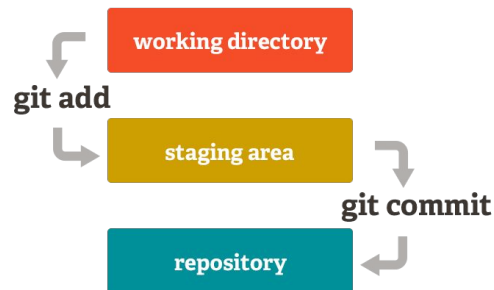 working directory
git add
staging area
git commit
repository